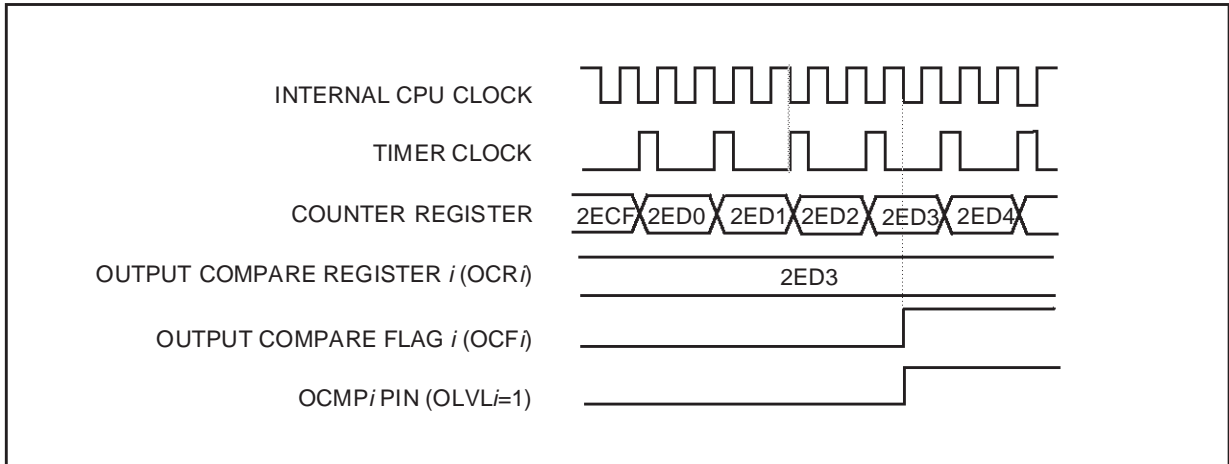 INTERNAL CPU CLOCK
TIMER CLOCK
COUNTER REGISTER 2ECF 2ED0 2ED1 2ED2 2ED3 2ED4
OUTPUT COMPARE REGISTER i (OCRi) 2ED3
OUTPUT COMPARE FLAG i (OCFi)
OCMPi PIN (OLVLi=1)